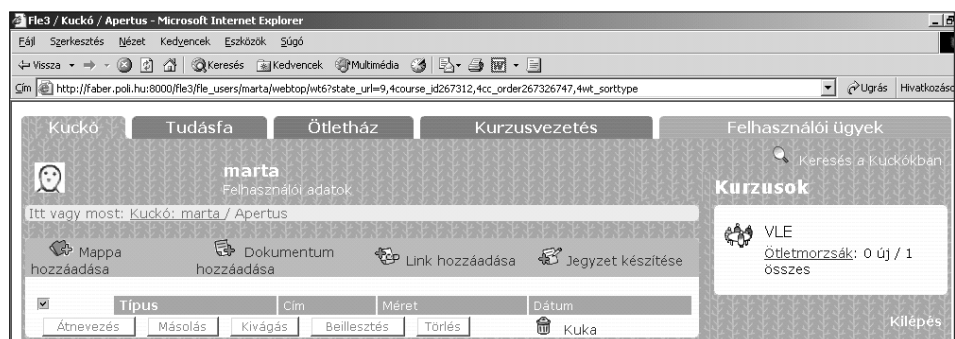 Fle3 / Kuckó / Apertus - Microsoft Internet Explorer
Fájl Szerkesztés Nézet Kedvencek Eszközök Súgó
Vissza Keresés Kedvencek Multimédia
Cím http://faber.poli.hu:8000/fle3/fle_users/marta/webtop/wt6?state_url=9,4course_id267312,4cc_order267326747,4wt_sorttype Ugrás Hivatkozáso
Kuckó Tudásfa Ötletház Kurzusvezetés Felhasználói ügyek
Keresés a Kuckókban
marta
Felhasználói adatok
Kurzusok
Itt vagy most: Kuckó: marta / Apertus
VLE
Ötletmorzsák: 0 új / 1
összes
Mappa hozzáadása
Dokumentum hozzáadása
Link hozzáadása
Jegyzet készítése
Típus Cím Méret Dátum
Átnevezés Másolás Kivágás Beillesztés Törlés Kuka
Kilépés